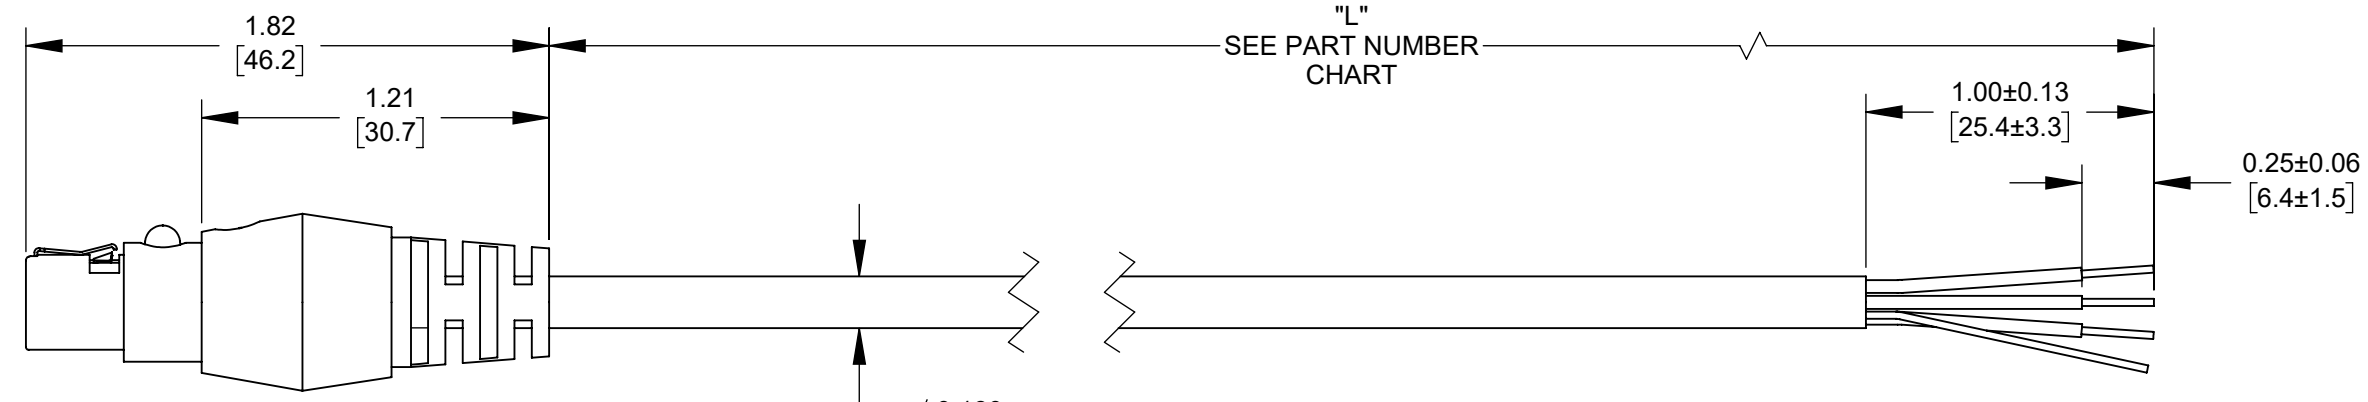 1.82
[46.2]
"L"
SEE PART NUMBER
CHART
1.21
[30.7]
1.00±0.13
[25.4±3.3]
0.25±0.06
[6.4±1.5]